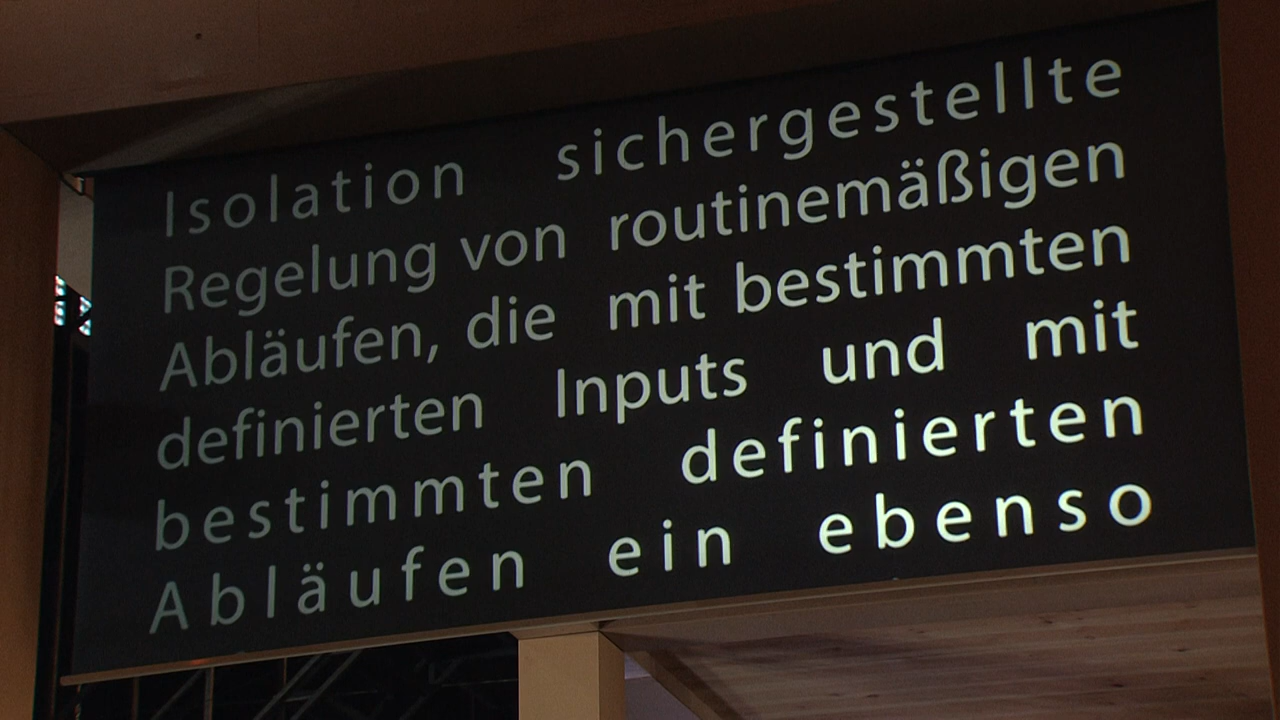 Isolation sichergestellte
Regelung von routinemäßigen
Abläufen, die mit bestimmten
definierten Inputs und mit
bestimmten definierten
Abläufen ein ebenso